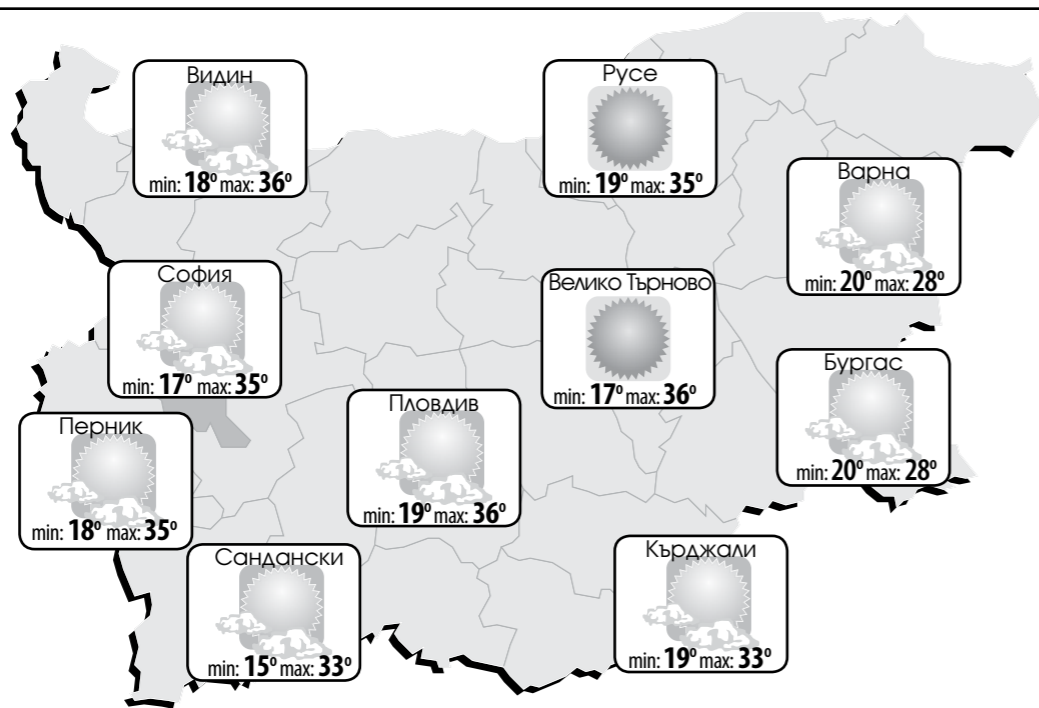 Видин
min: 18° max: 36°
Русе
min: 19° max: 35°
Варна
min: 20° max: 28°
София
min: 17° max: 35°
Велико Търново
min: 17° max: 36°
Бургас
min: 20° max: 28°
Пловдив
min: 19° max: 36°
Перник
min: 18° max: 35°
Сандански
min: 15° max: 33°
Кърджали
min: 19° max: 33°